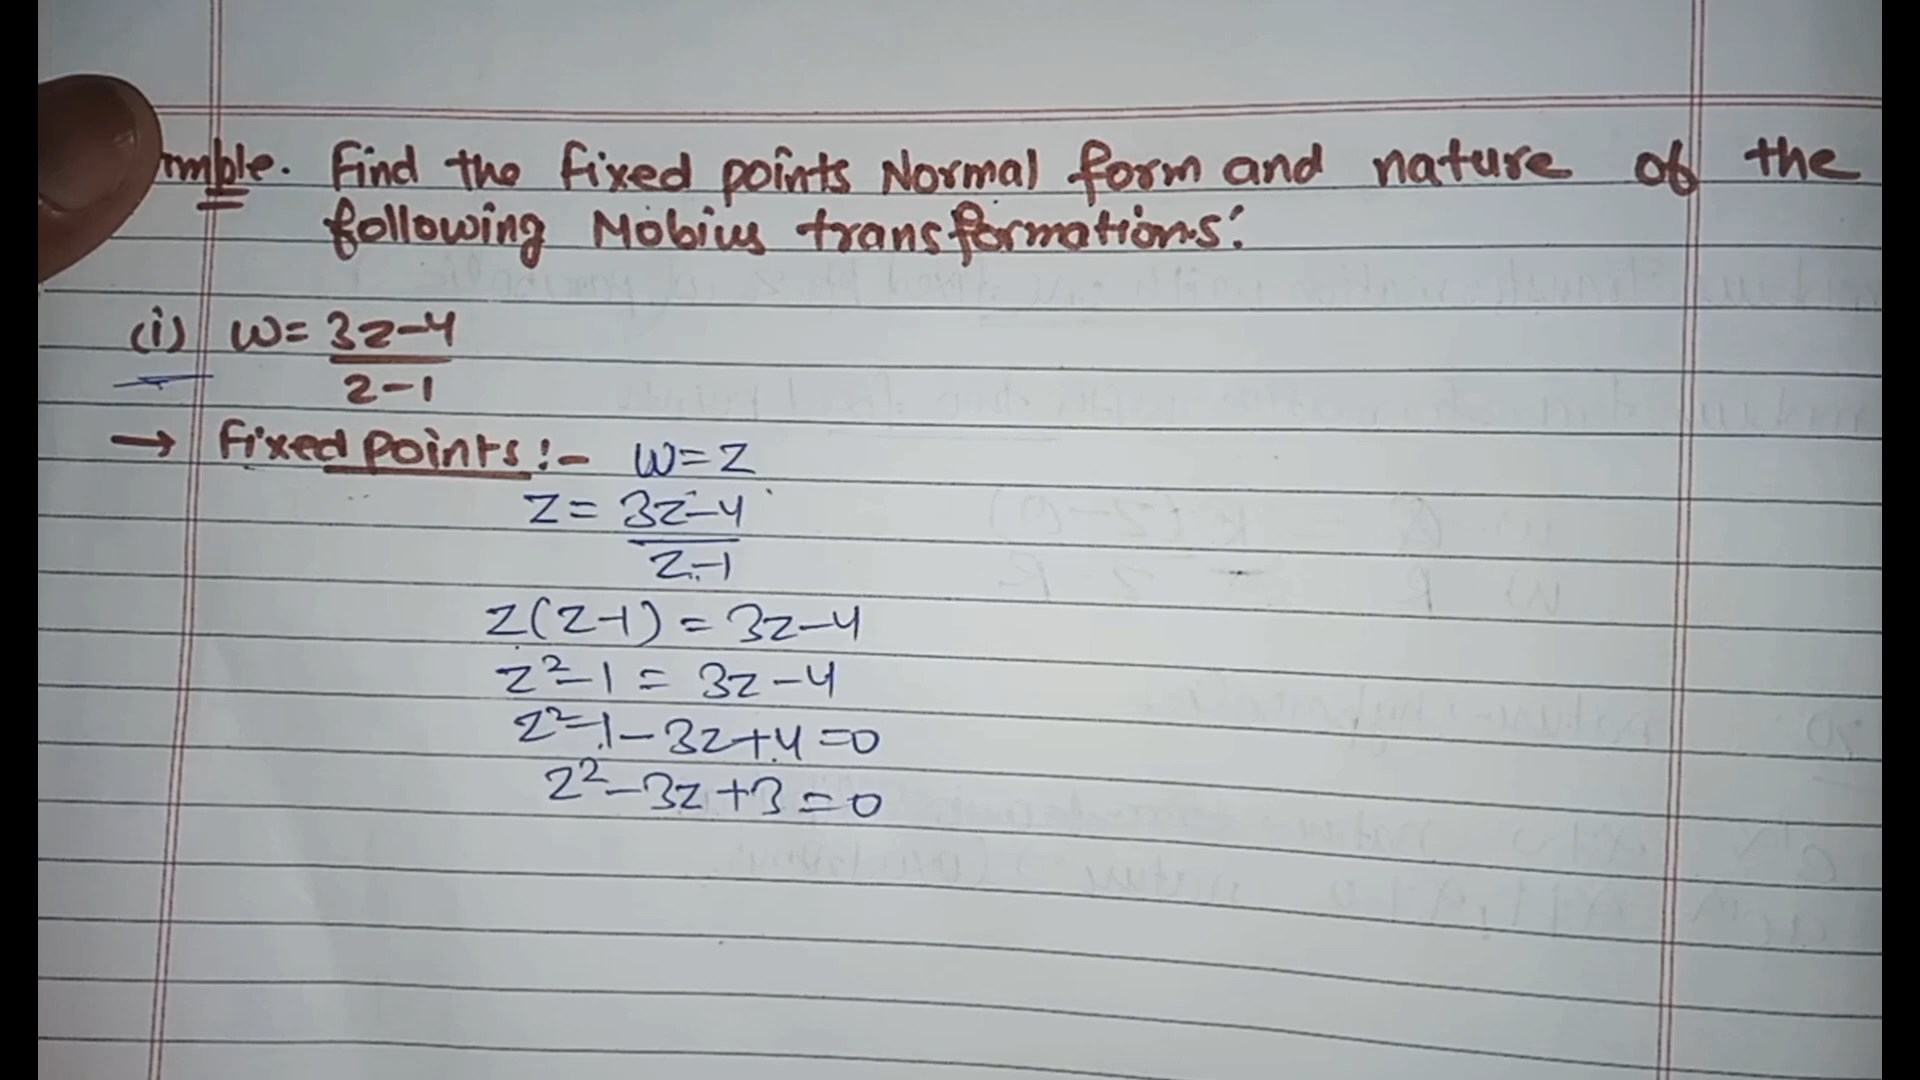 mple. Find the fixed points Normal form and nature of the
following Möbius transformations:
(i) w= 3z-4
z-1
→ Fixed points:- w=z
z= 3z-4
z-1
z(z-1) = 3z-4
z²-1 = 3z-4
z²-1-3z+4=0
z²-3z+3=0